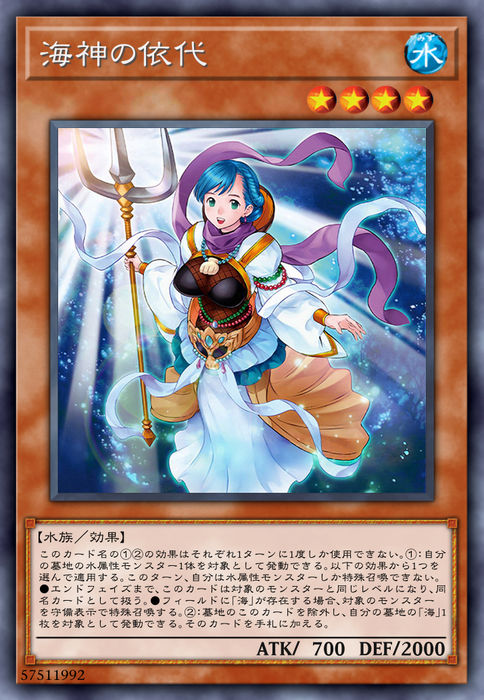 海神の依代
みず
水
【水族/効果】
このカード名の①②の効果はそれぞれ1ターンに1度しか使用できない。①:自分
の墓地の水属性モンスター1体を対象として発動できる。以下の効果から1つを
選んで適用する。このターン、自分は水属性モンスターしか特殊召喚できない。
●エンドフェイズまで、このカードは対象のモンスターと同じレベルになり、同
名カードとして扱う。●フィールドに「海」が存在する場合、対象のモンスター
を守備表示で特殊召喚する。②:墓地のこのカードを除外し、自分の墓地の「海」1
枚を対象として発動できる。そのカードを手札に加える。
ATK/ 700 DEF/2000
57511992